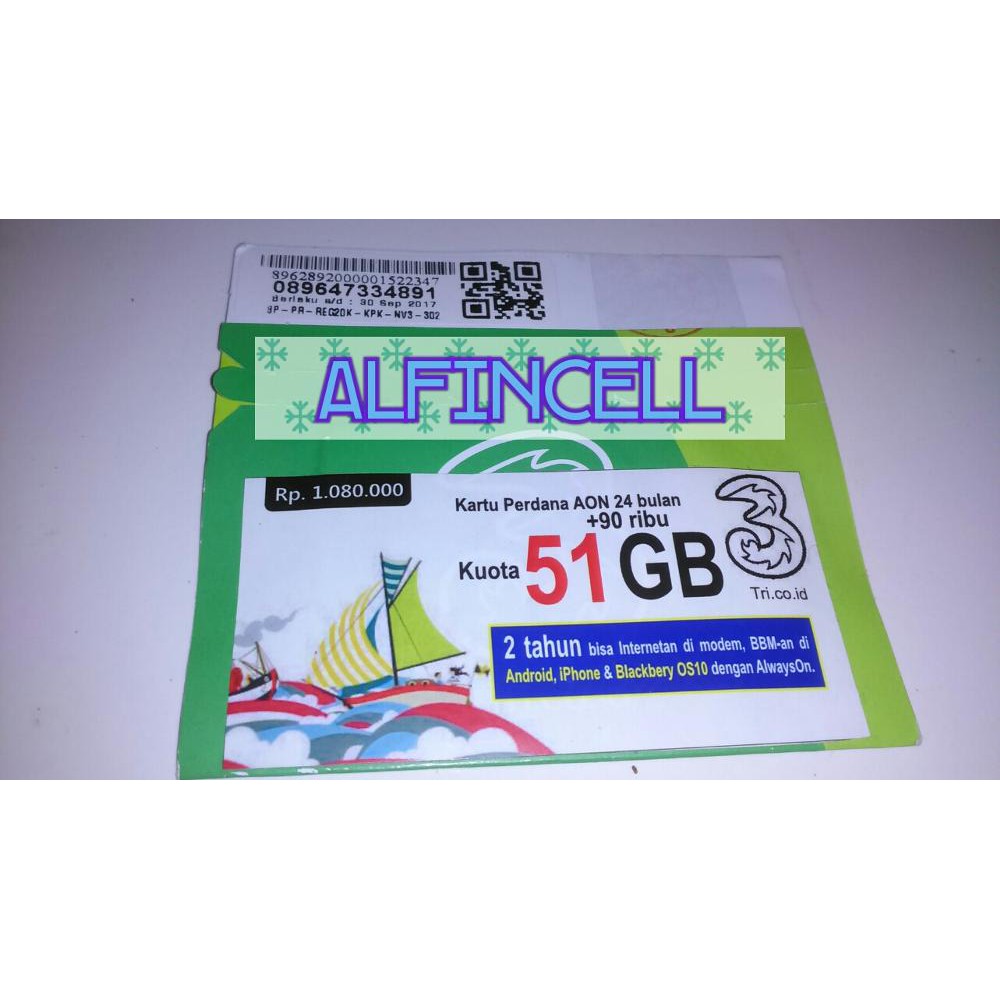 8962892000001522347
089647334891
Berlaku s/d : 30 Sep 2017
SP-PR-REG20K-KPK-NV3-302
ALFINCELL
Rp. 1.080.000
Kartu Perdana AON 24 bulan
+90 ribu
Kuota 51 GB
3
Tri.co.id
2 tahun bisa Internetan di modem, BBM-an di
Android, iPhone & Blackbery OS10 dengan AlwaysOn.